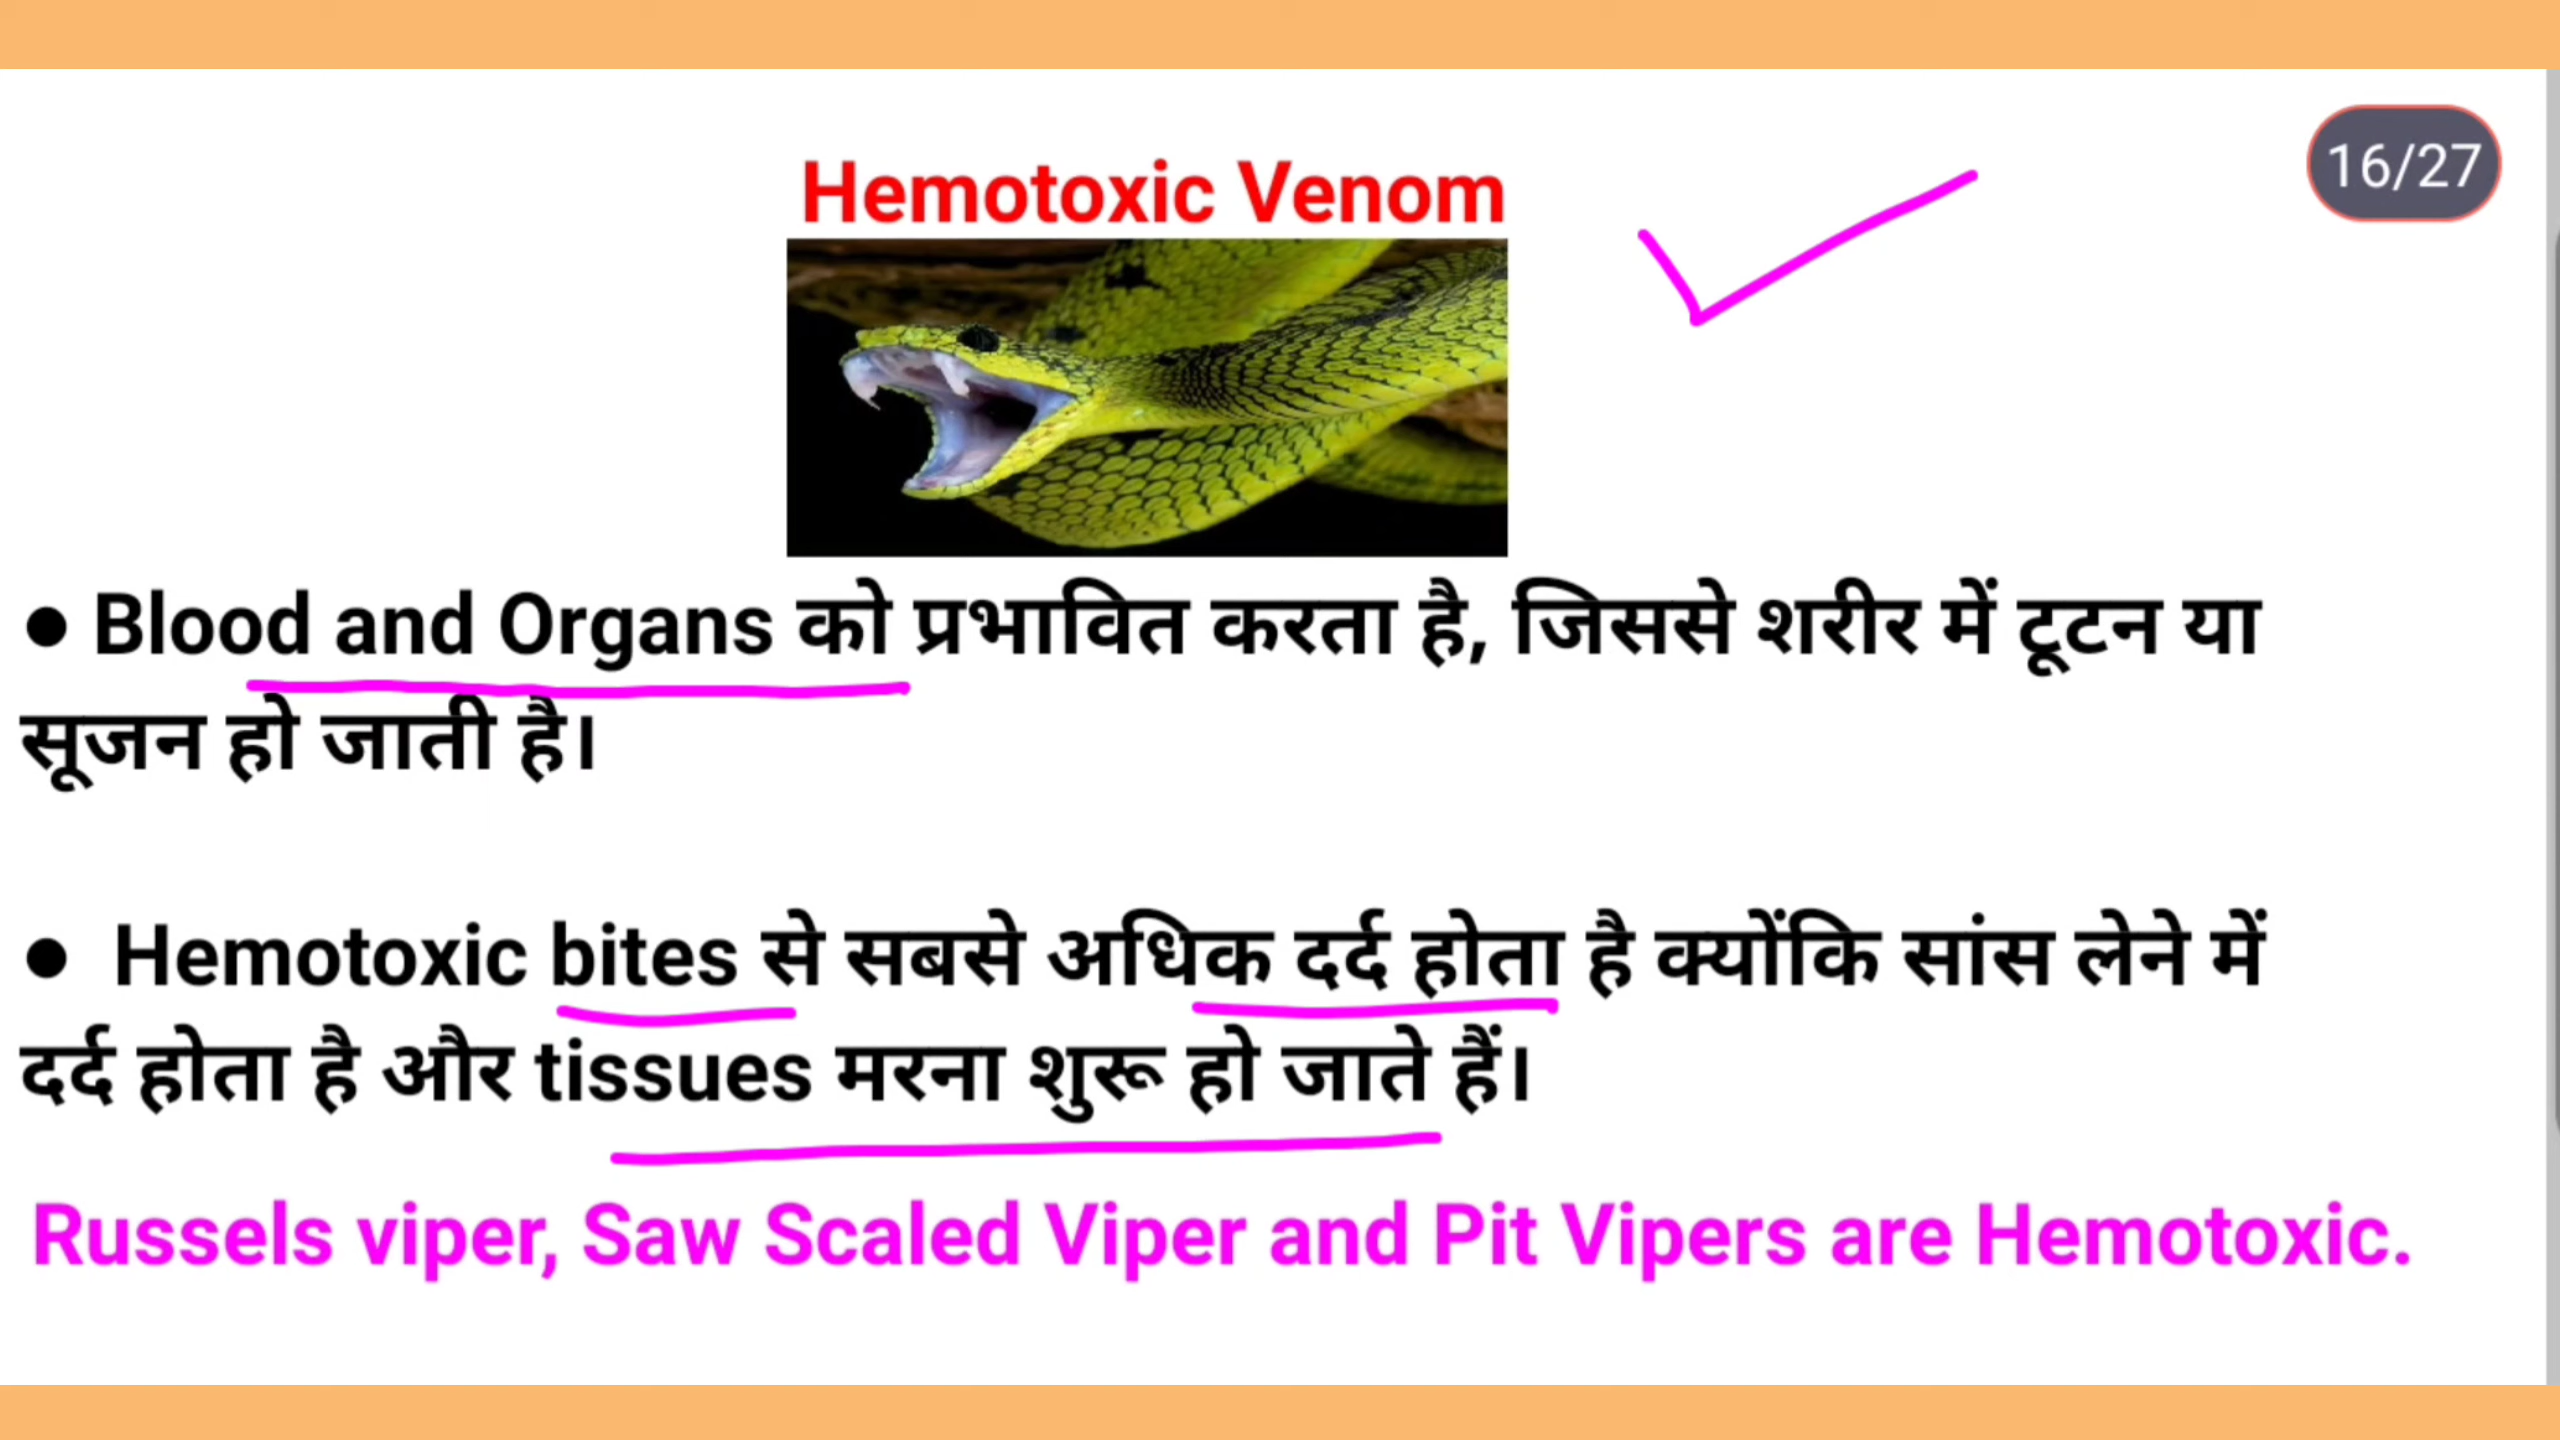 16/27
Hemotoxic Venom
● Blood and Organs को प्रभावित करता है, जिससे शरीर में टूटन या
सूजन हो जाती है।
● Hemotoxic bites से सबसे अधिक दर्द होता है क्योंकि सांस लेने में
दर्द होता है और tissues मरना शुरू हो जाते हैं।
Russels viper, Saw Scaled Viper and Pit Vipers are Hemotoxic.